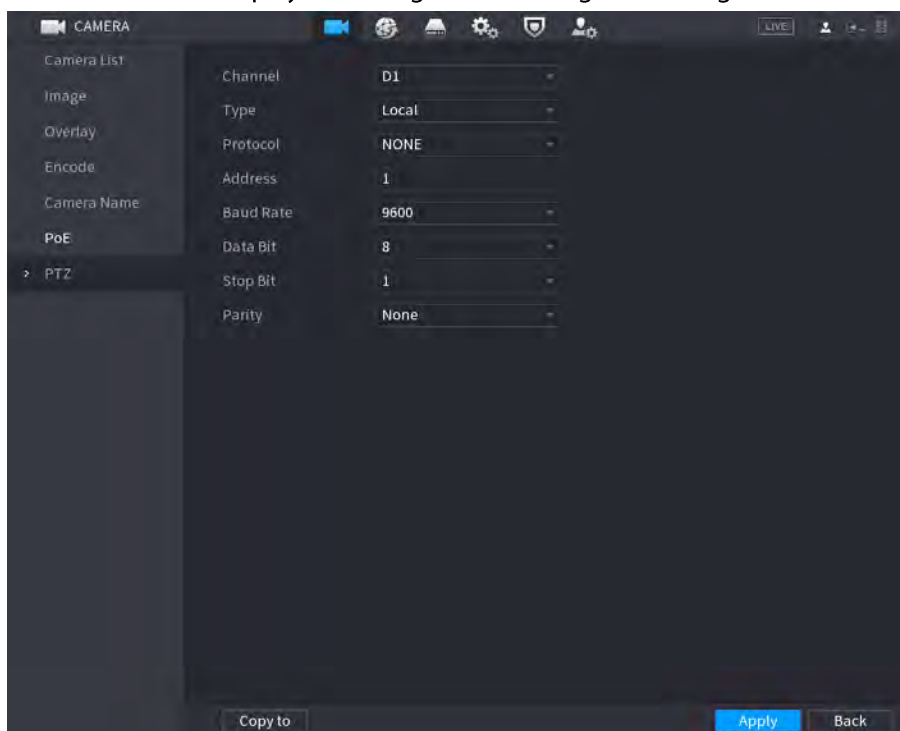 CAMERA LIVE
Camera List
Image
Overlay
Encode
Camera Name
PoE
> PTZ
Channel D1
Type Local
Protocol NONE
Address 1
Baud Rate 9600
Data Bit 8
Stop Bit 1
Parity None
Copy to Apply Back